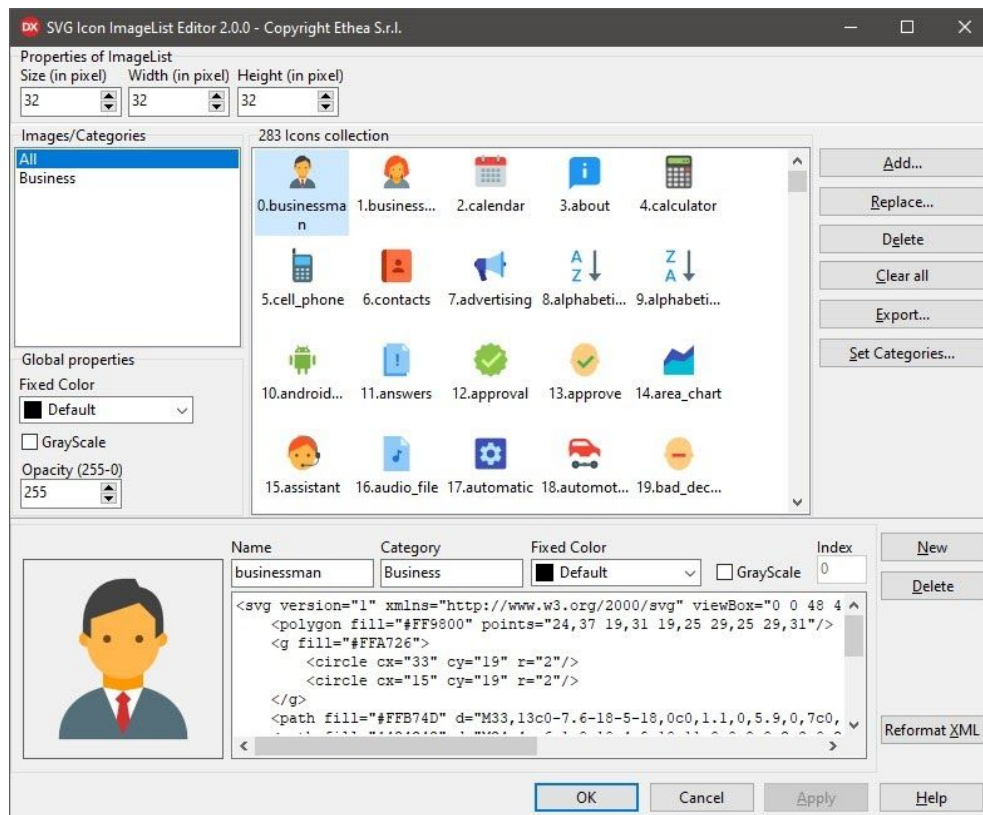 DX SVG Icon ImageList Editor 2.0.0 - Copyright Ethea S.r.l.
Properties of ImageList
Size (in pixel) Width (in pixel) Height (in pixel)
32 32 32
Images/Categories
All
Business
283 Icons collection
0.businessma 1.business... 2.calendar 3.about 4.calculator
n
5.cell_phone 6.contacts 7.advertising 8.alphabeti... 9.alphabeti...
10.android... 11.answers 12.approval 13.approve 14.area_chart
15.assistant 16.audio_file 17.automatic 18.automot... 19.bad_dec...
Add...
Replace...
Delete
Clear all
Export...
Set Categories...
Global properties
Fixed Color
Default
GrayScale
Opacity (255-0)
255
Name Category Fixed Color Index
businessman Business Default GrayScale 0
<svg version="1" xmlns="http://www.w3.org/2000/svg" viewBox="0 0 48 4
<polygon fill="#FF9800" points="24,37 19,31 19,25 29,25 29,31"/>
<g fill="#FFA726">
<circle cx="33" cy="19" r="2"/>
<circle cx="15" cy="19" r="2"/>
</g>
<path fill="#FFB74D" d="M33,13c0-7.6-18-5-18,0c0,1.1,0,5.9,0,7c0,
New
Delete
Reformat XML
OK Cancel Apply Help